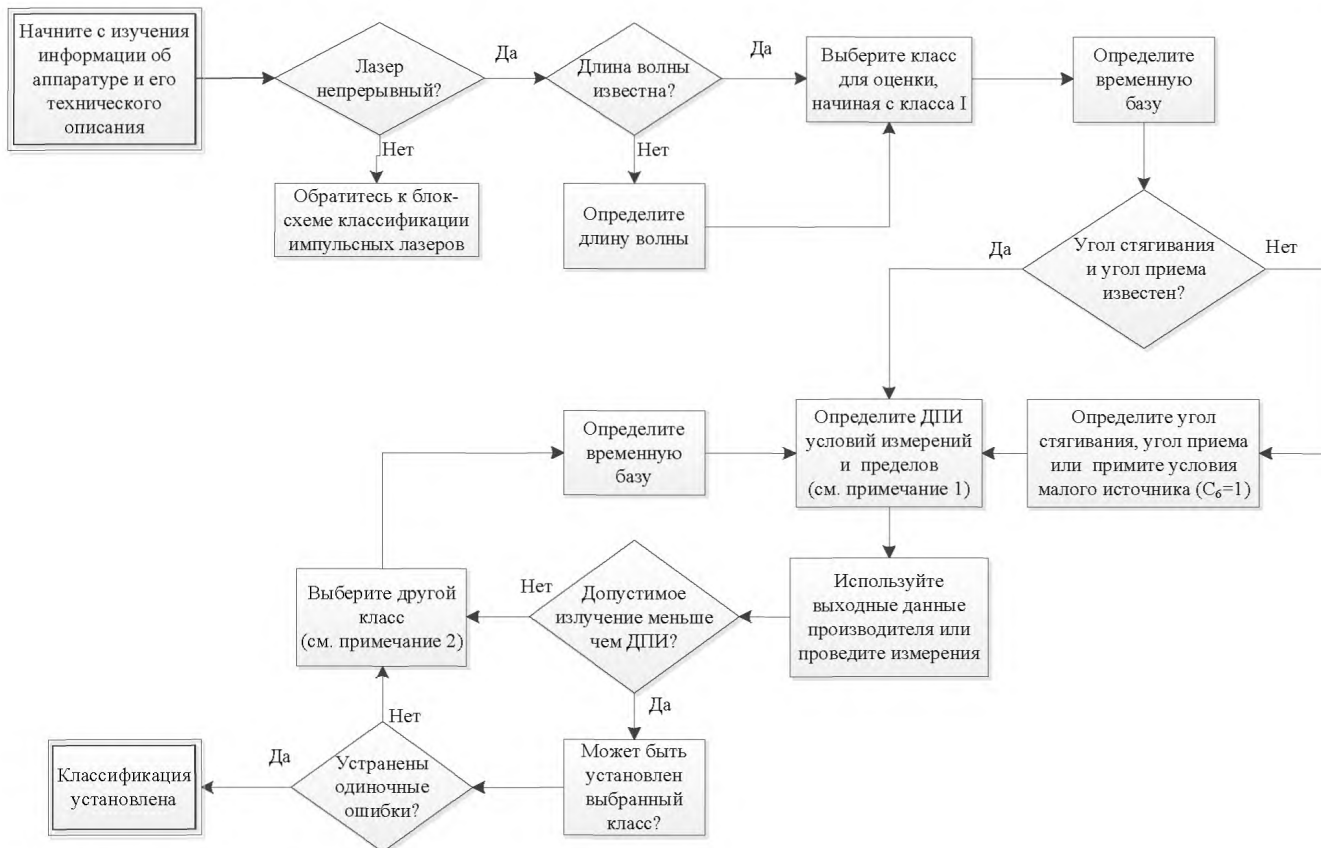 Начните с изучения
информации об
аппаратуре и его
технического
описания
Лазер
непрерывный?
Да
Нет
Обратитесь к блок-
схеме классификации
импульсных лазеров
Длина волны
известна?
Да
Нет
Определите
длину волны
Выберите класс
для оценки,
начиная с класса I
Определите
временную
базу
Угол стягивания
и угол приема
известен?
Да
Нет
Определите угол
стягивания, угол приема
или примите условия
малого источника (C₆=1)
Определите ДПИ
условий измерений
и пределов
(см. примечание 1)
Определите
временную
базу
Используйте
выходные данные
производителя или
проведите измерения
Допустимое
излучение меньше
чем ДПИ?
Нет
Да
Выберите другой
класс
(см. примечание 2)
Может быть
установлен
выбранный
класс?
Устранены
одиночные
ошибки?
Нет
Да
Классификация
установлена